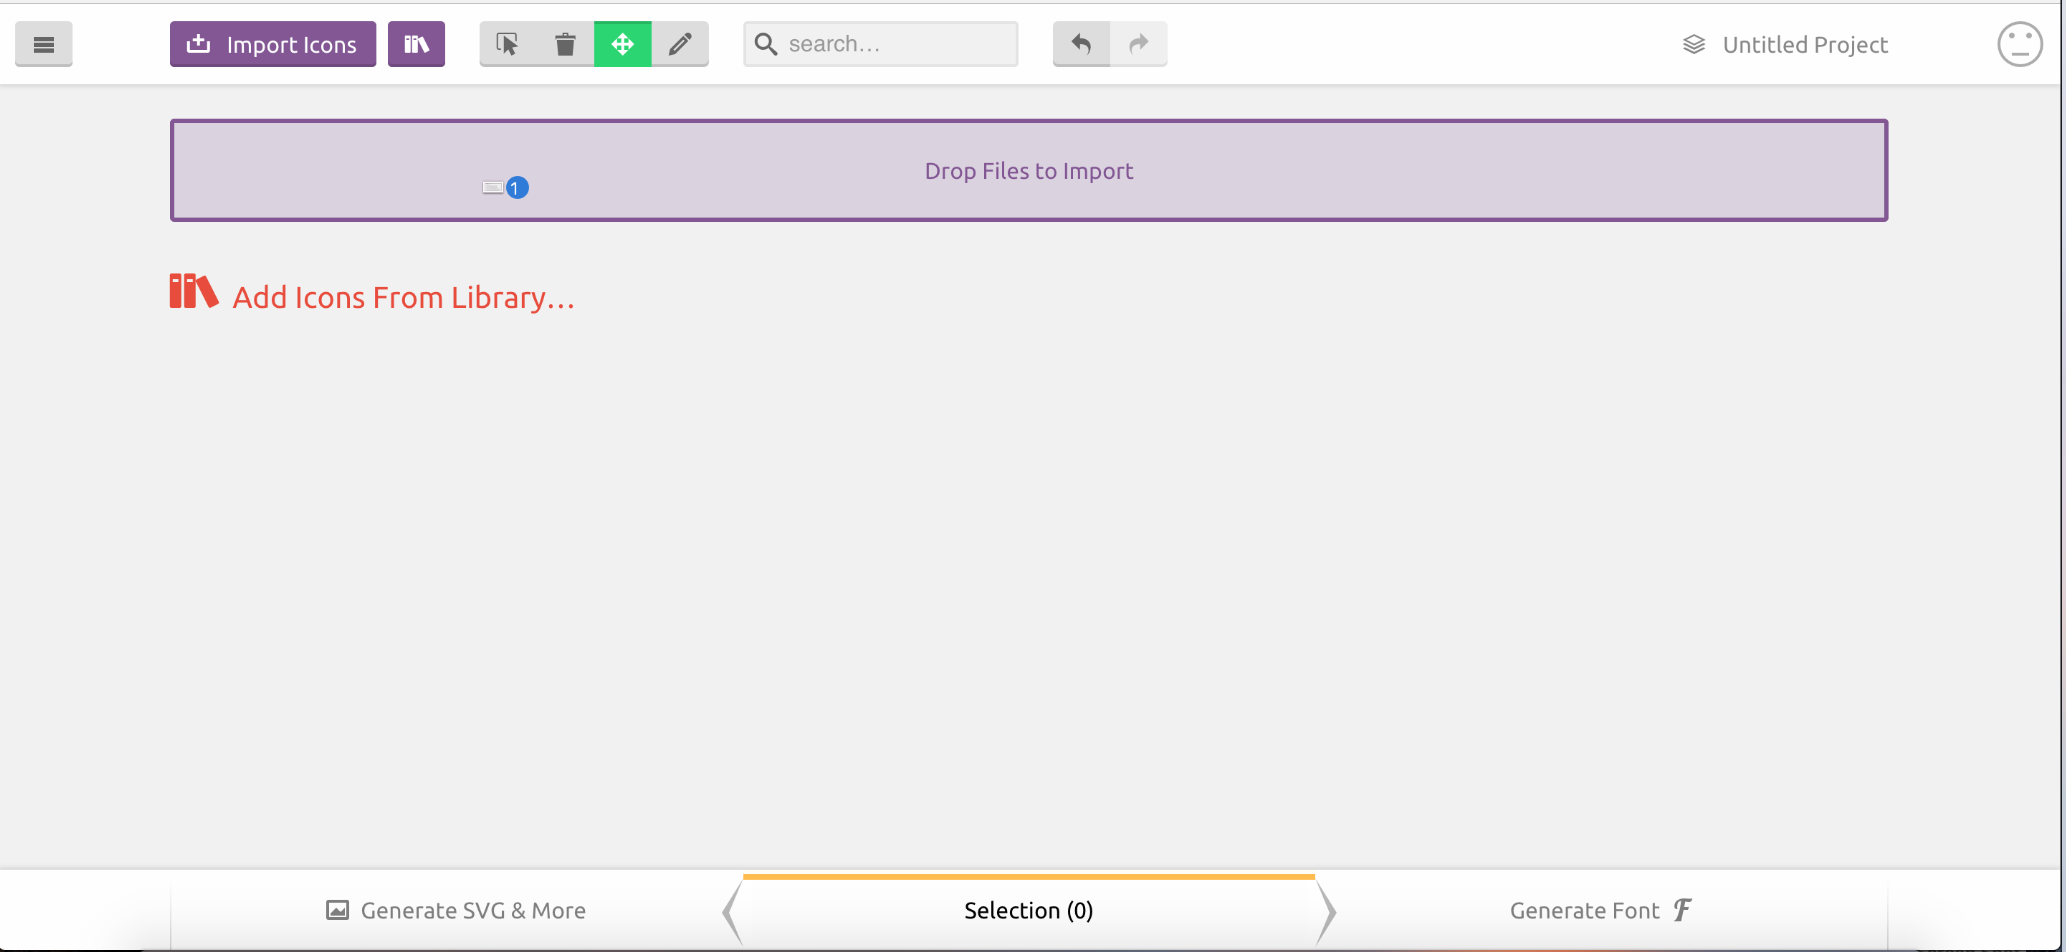 Import Icons
search...
Untitled Project
Drop Files to Import
1
Add Icons From Library...
Generate SVG & More
Selection (0)
Generate Font